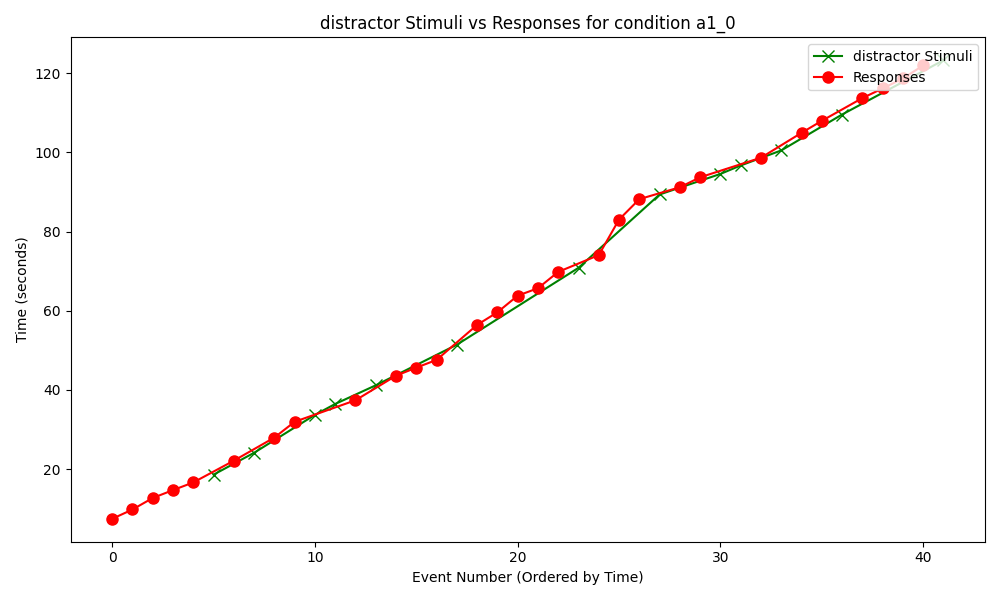 distractor Stimuli vs Responses for condition a1_0
distractor Stimuli
Responses
Time (seconds)
120
100
80
60
40
20
0 10 20 30 40
Event Number (Ordered by Time)